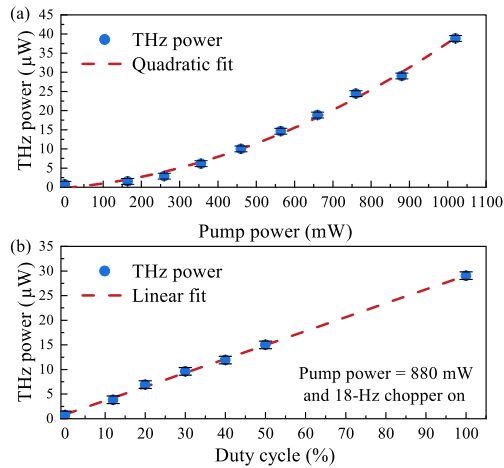 (a)
45
40
35
30
25
20
15
10
5
0
THz power (µW)
THz power
Quadratic fit
0 100 200 300 400 500 600 700 800 900 1000 1100
Pump power (mW)
(b)
35
30
25
20
15
10
5
0
THz power (µW)
THz power
Linear fit
Pump power = 880 mW
and 18-Hz chopper on
0 10 20 30 40 50 60 70 80 90 100
Duty cycle (%)